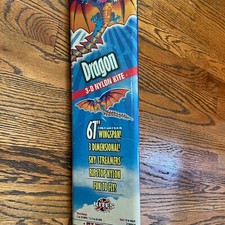 Dragon
3-D NYLON KITE
67"
WINGSPAN!
3 DIMENSIONAL!
SKY STREAMERS
RIPSTOP NYLON
FUN TO FLY!